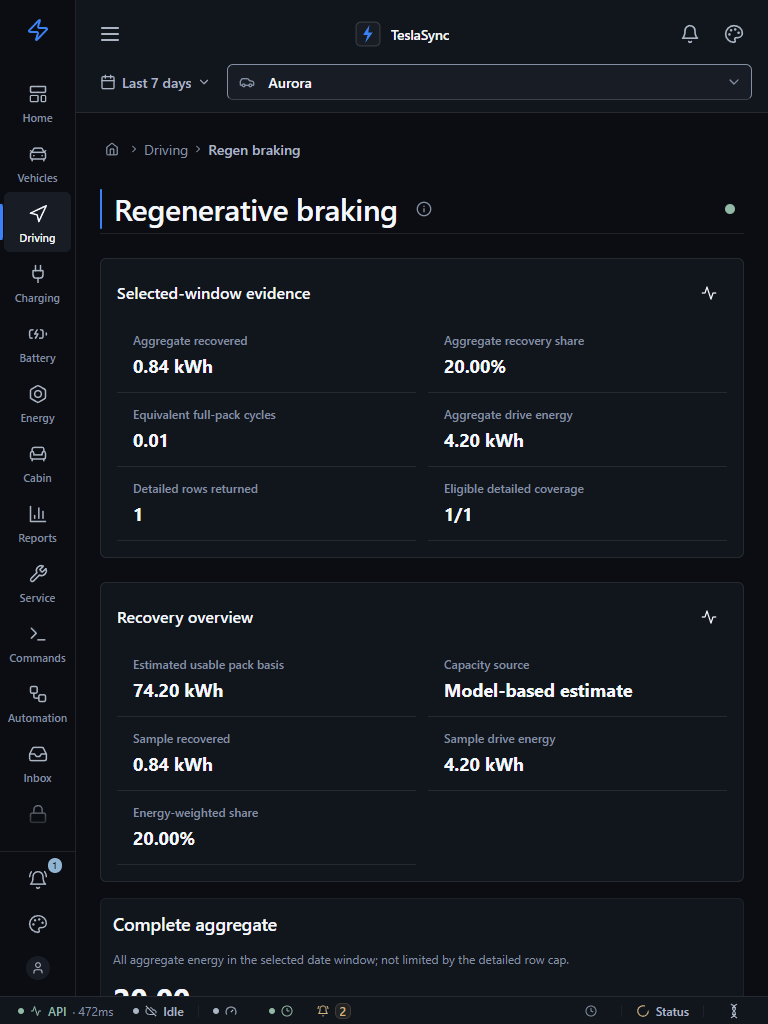 TeslaSync
Last 7 days
Aurora
Home
Vehicles
Driving
Charging
Battery
Energy
Cabin
Reports
Service
Commands
Automation
Inbox
1
Driving
Regen braking
Regenerative braking
Selected-window evidence
Aggregate recovered
0.84 kWh
Aggregate recovery share
20.00%
Equivalent full-pack cycles
0.01
Aggregate drive energy
4.20 kWh
Detailed rows returned
1
Eligible detailed coverage
1/1
Recovery overview
Estimated usable pack basis
74.20 kWh
Capacity source
Model-based estimate
Sample recovered
0.84 kWh
Sample drive energy
4.20 kWh
Energy-weighted share
20.00%
Complete aggregate
All aggregate energy in the selected date window; not limited by the detailed row cap.
API · 472ms
Idle
2
Status